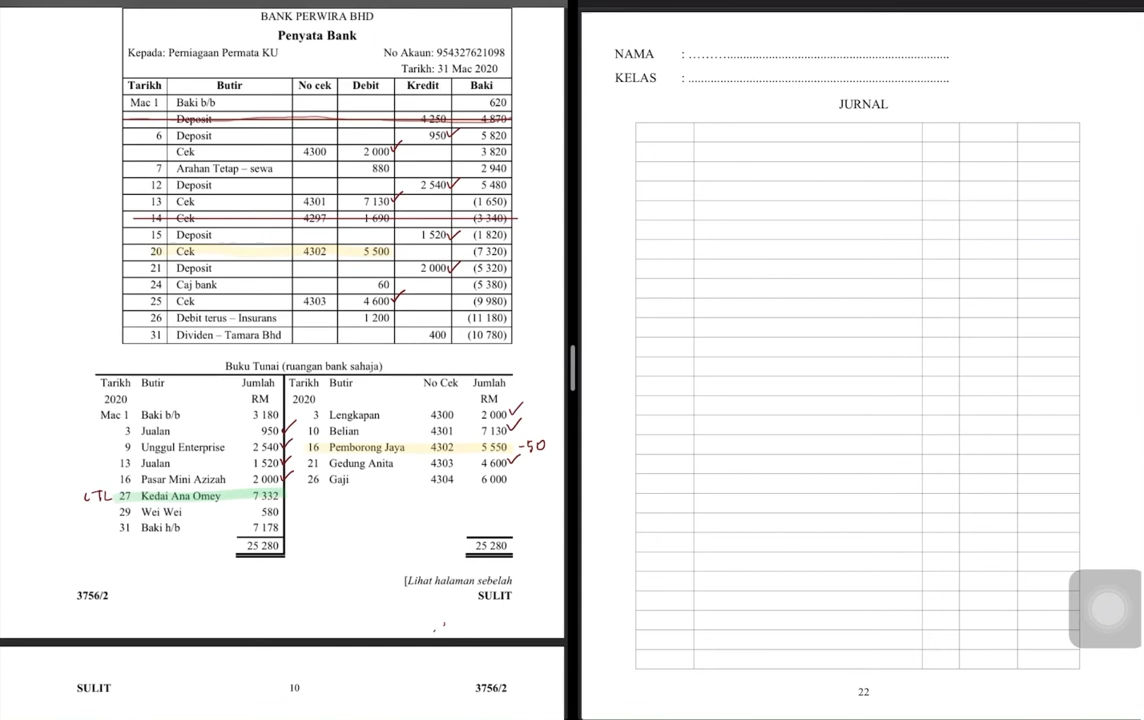 BANK PERWIRA BHD
Penyata Bank
Kepada: Perniagaan Permata KU No Akaun: 954327621098
Tarikh: 31 Mac 2020
Tarikh Butir No cek Debit Kredit Baki
Mac 1 Baki b/b 620
Deposit 4 250 4 870
6 Deposit 950 5 820
Cek 4300 2 000 3 820
7 Arahan Tetap – sewa 880 2 940
12 Deposit 2 540 5 480
13 Cek 4301 7 130 (1 650)
14 Cek 4297 1 690 (3 340)
15 Deposit 1 520 (1 820)
20 Cek 4302 5 500 (7 320)
21 Deposit 2 000 (5 320)
24 Caj bank 60 (5 380)
25 Cek 4303 4 600 (9 980)
26 Debit terus – Insurans 1 200 (11 180)
31 Dividen – Tamara Bhd 400 (10 780)
Buku Tunai (ruangan bank sahaja)
Tarikh Butir Jumlah Tarikh Butir No Cek Jumlah
2020 RM 2020 RM
Mac 1 Baki b/b 3 180 3 Lengkapan 4300 2 000
3 Jualan 950 10 Belian 4301 7 130
9 Unggul Enterprise 2 540 16 Pemborong Jaya 4302 5 550 -50
13 Jualan 1 520 21 Gedung Anita 4303 4 600
16 Pasar Mini Azizah 2 000 26 Gaji 4304 6 000
CTL 27 Kedai Ana Omey 7 332
29 Wei Wei 580
31 Baki h/b 7 178
25 280 25 280
[Lihat halaman sebelah
3756/2 SULIT
SULIT 10 3756/2
NAMA : ...............................................................
KELAS : ...............................................................
JURNAL
22